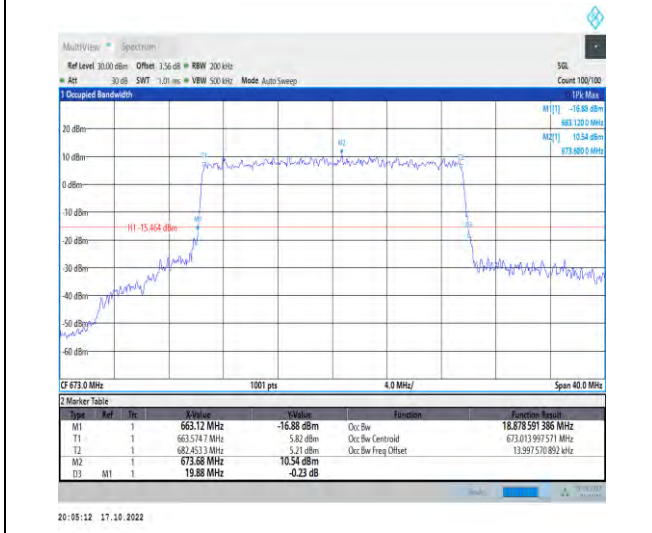 MultiView Spectrum
Ref Level 30.00 dBm Offset 3.56 dB RBW 200 kHz SGL
Att 30 dB SWT 1.01 ms VBW 500 kHz Mode Auto Sweep Count 100/100
1 Occupied Bandwidth 1Pk Max
M1[1] -16.88 dBm
663.120 0 MHz
M2[1] 10.54 dBm
673.680 0 MHz
20 dBm
M2
T1
10 dBm
0 dBm
-10 dBm
M1
H1 -15.464 dBm
-20 dBm
-30 dBm
-40 dBm
-50 dBm
-60 dBm
CF 673.0 MHz 1001 pts 4.0 MHz/ Span 40.0 MHz
2 Marker Table
Type Ref Trc X-Value Y-Value Function Function Result
M1 1 663.12 MHz -16.88 dBm Occ Bw 18.878 591 386 MHz
T1 1 663.574 7 MHz 5.82 dBm Occ Bw Centroid 673.013 997 571 MHz
T2 1 682.453 3 MHz 5.21 dBm Occ Bw Freq Offset 13.997 570 892 kHz
M2 1 673.68 MHz 10.54 dBm
D3 M1 1 19.88 MHz -0.23 dB
20:05:12 17.10.2022